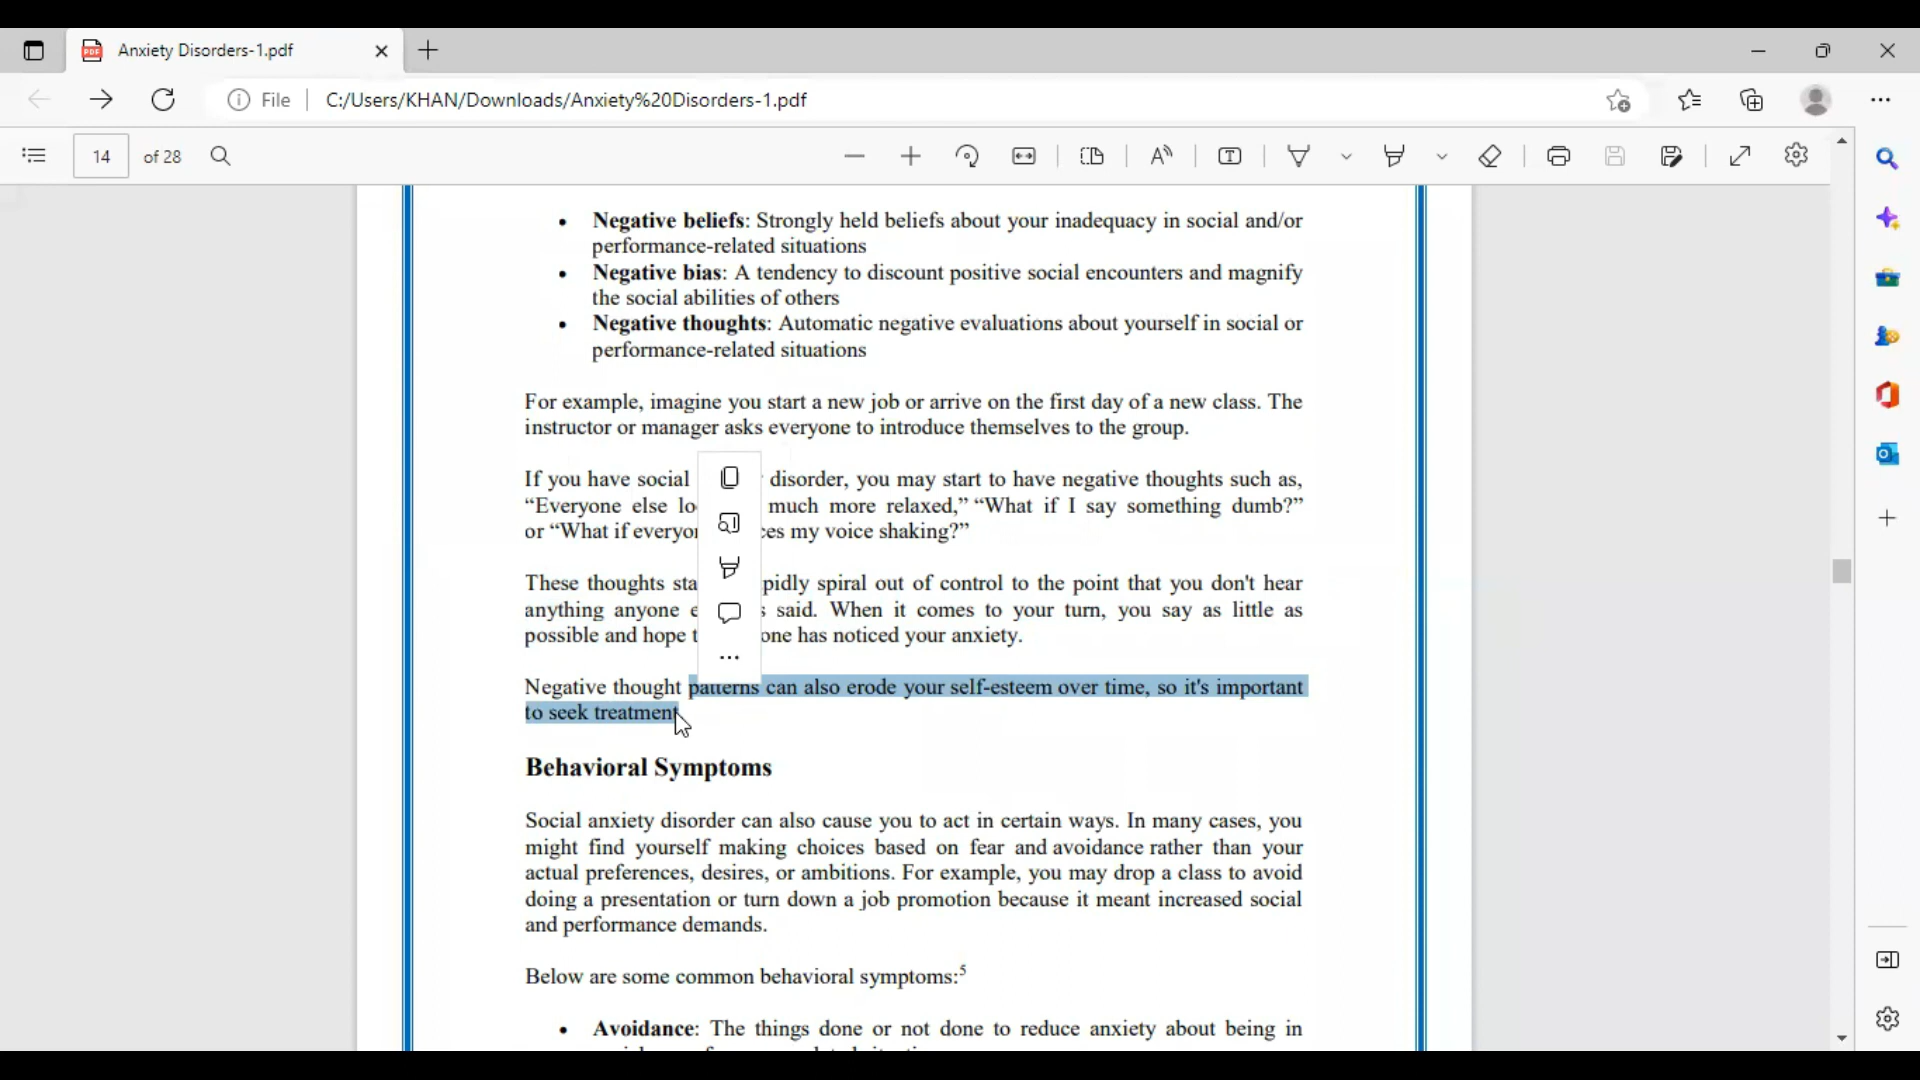 Anxiety Disorders-1.pdf
File C:/Users/KHAN/Downloads/Anxiety%20Disorders-1.pdf
14 of 28
• Negative beliefs: Strongly held beliefs about your inadequacy in social and/or
performance-related situations
• Negative bias: A tendency to discount positive social encounters and magnify
the social abilities of others
• Negative thoughts: Automatic negative evaluations about yourself in social or
performance-related situations
For example, imagine you start a new job or arrive on the first day of a new class. The
instructor or manager asks everyone to introduce themselves to the group.
If you have social disorder, you may start to have negative thoughts such as,
“Everyone else much more relaxed,” “What if I say something dumb?”
or “What if my voice shaking?”
These thoughts spiral out of control to the point that you don't hear
anything anyone said. When it comes to your turn, you say as little as
possible and hope has noticed your anxiety.
Negative thought patterns can also erode your self-esteem over time, so it's important
to seek treatment
Behavioral Symptoms
Social anxiety disorder can also cause you to act in certain ways. In many cases, you
might find yourself making choices based on fear and avoidance rather than your
actual preferences, desires, or ambitions. For example, you may drop a class to avoid
doing a presentation or turn down a job promotion because it meant increased social
and performance demands.
Below are some common behavioral symptoms:⁵
• Avoidance: The things done or not done to reduce anxiety about being in